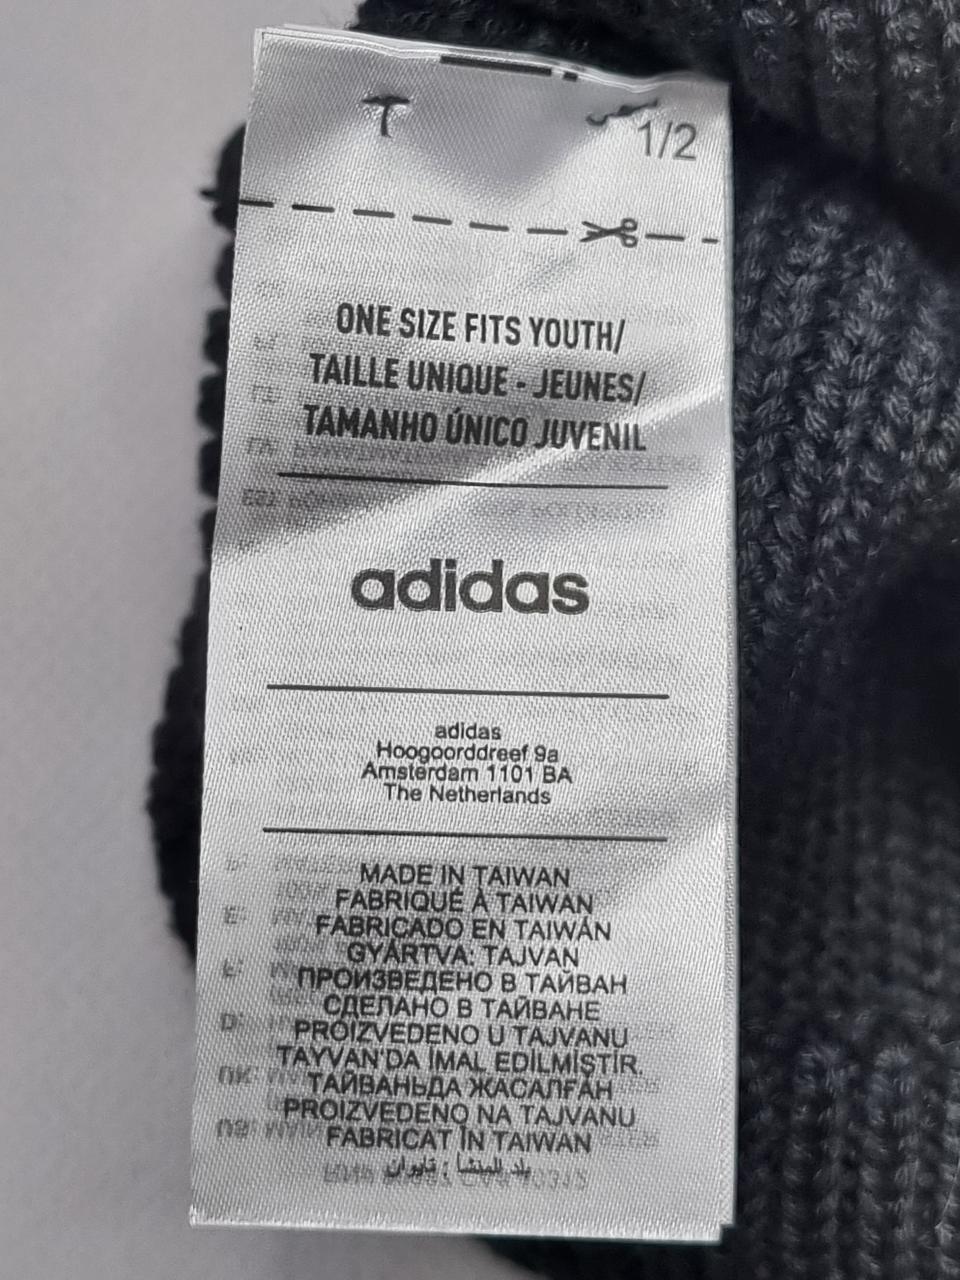 1/2
ONE SIZE FITS YOUTH/
TAILLE UNIQUE - JEUNES/
TAMANHO ÚNICO JUVENIL
adidas
adidas
Hoogoorddreef 9a
Amsterdam 1101 BA
The Netherlands
MADE IN TAIWAN
FABRIQUÉ À TAIWAN
FABRICADO EN TAIWÁN
GYÁRTVA: TAJVAN
ПРОИЗВЕДЕНО В ТАЙВАН
СДЕЛАНО В ТАЙВАНЕ
PROIZVEDENO U TAJVANU
TAYVAN'DA İMAL EDİLMİŞTİR.
ТАЙВАНЬДА ЖАСАЛҒАН
PROIZVEDENO NA TAJVANU
FABRICAT ÎN TAIWAN
بلد المنشأ : تايوان